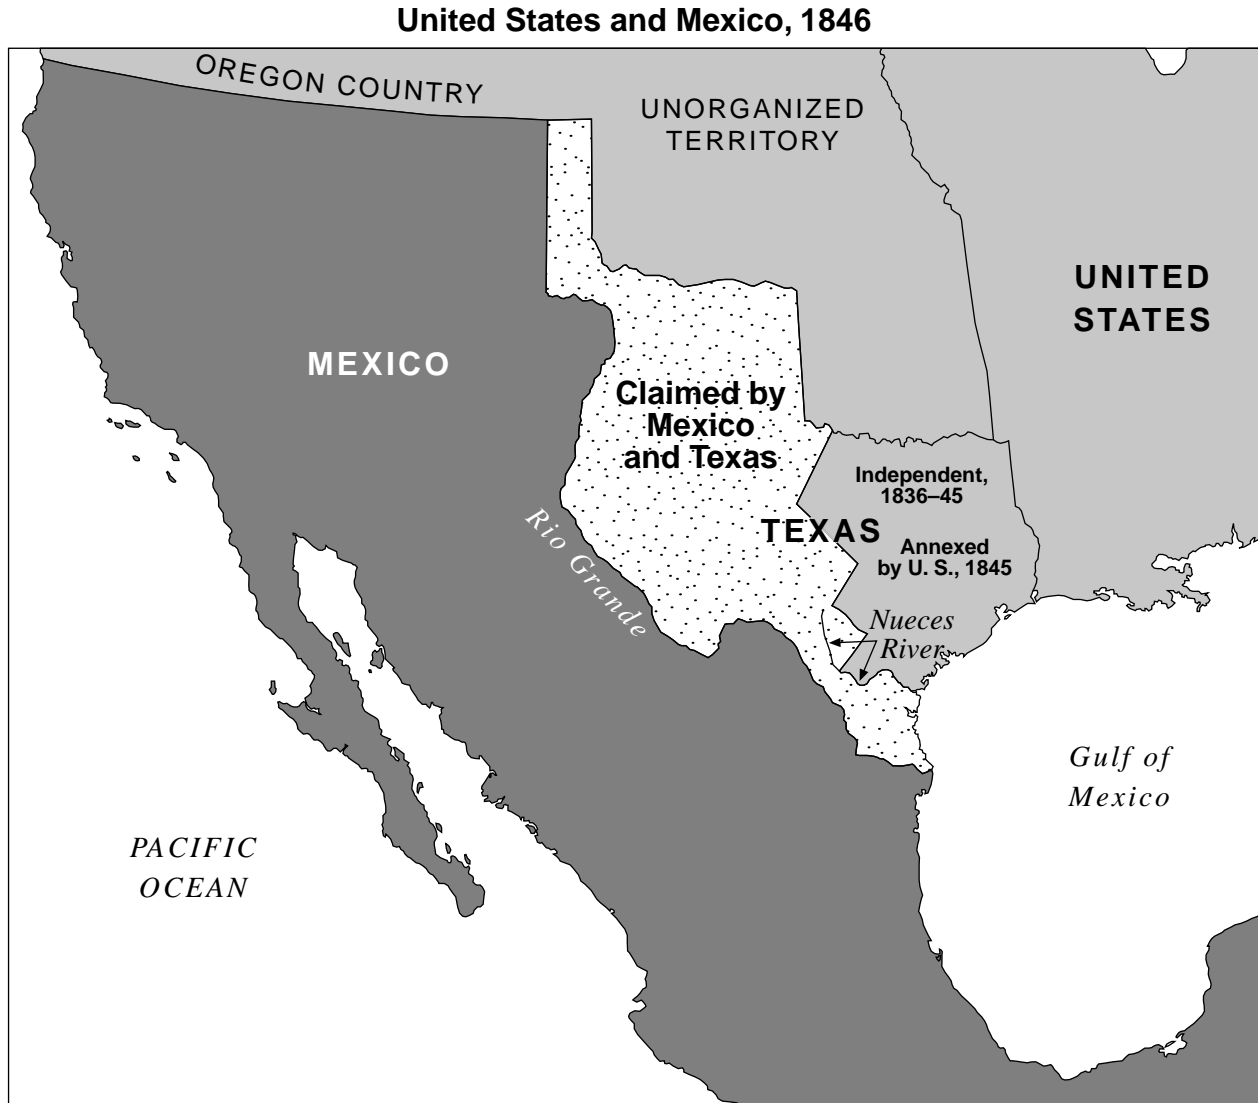 United States and Mexico, 1846
OREGON COUNTRY
UNORGANIZED
TERRITORY
UNITED
STATES
MEXICO
Claimed by
Mexico
and Texas
Independent,
1836–45
TEXAS
Annexed
by U. S., 1845
Rio Grande
Nueces
River
Gulf of
Mexico
PACIFIC
OCEAN